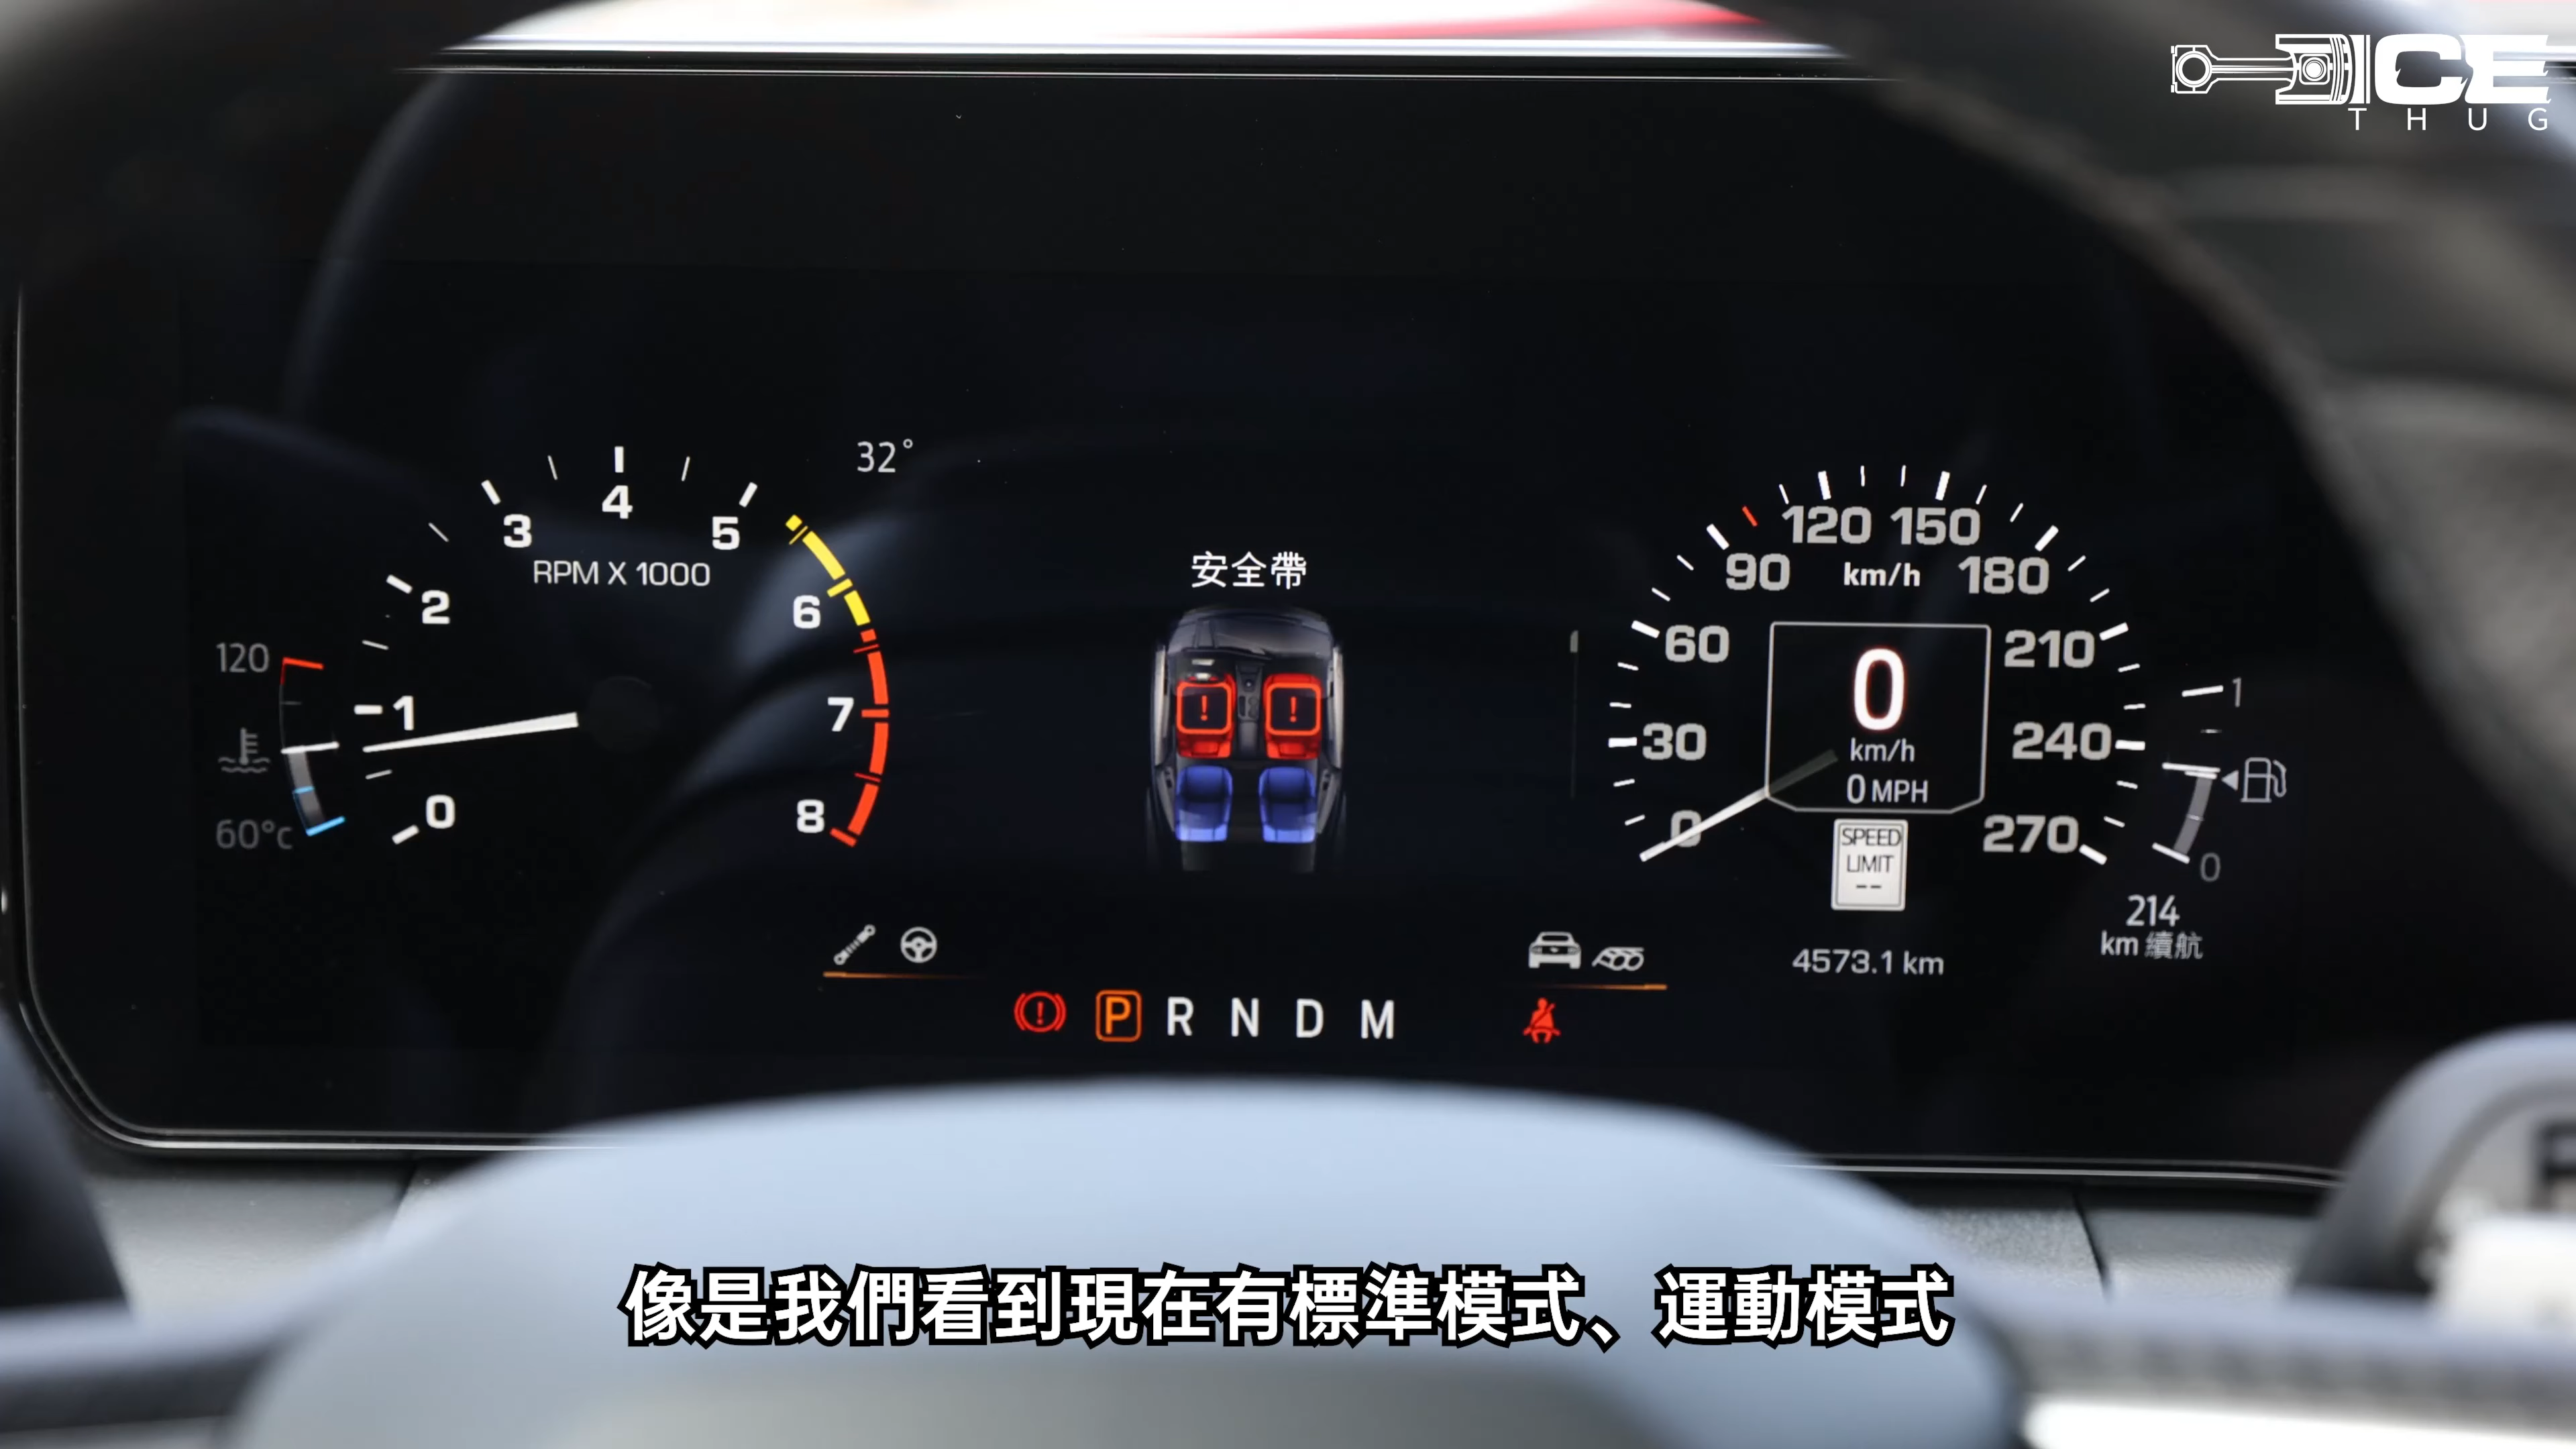 ICE
THUG
32°
3 4 5
RPM X 1000
2 6
1 7
0 8
120
60°c
安全帶
! !
120 150
90 km/h 180
60 210
30 240
0 270
0
km/h
0 MPH
SPEED
LIMIT
--
1
0
214
km 續航
4573.1 km
! P R N D M
像是我們看到現在有標準模式、運動模式